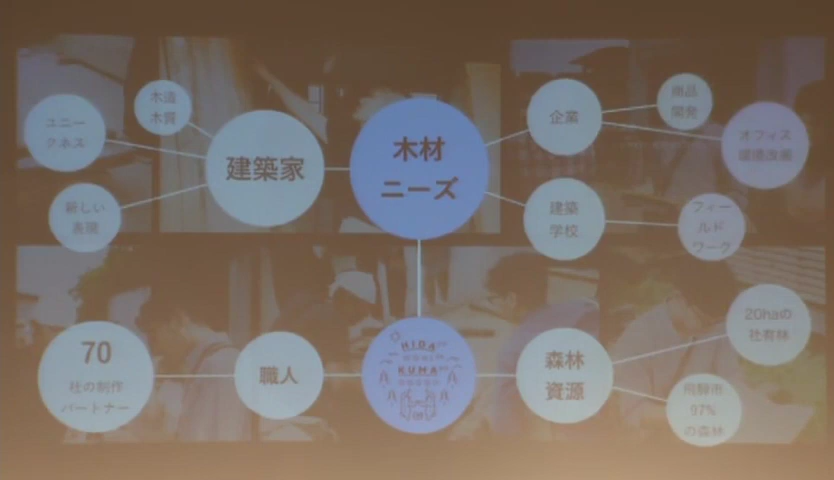 ユニー
クネス
木造
木質
建築家
新しい
表現
木材
ニーズ
企業
商品
開発
オフィス
環境改善
建築
学校
フィー
ルド
ワーク
70
社の制作
パートナー
職人
HIDA
KUMA
森林
資源
20haの
社有林
飛騨市
97%
の森林